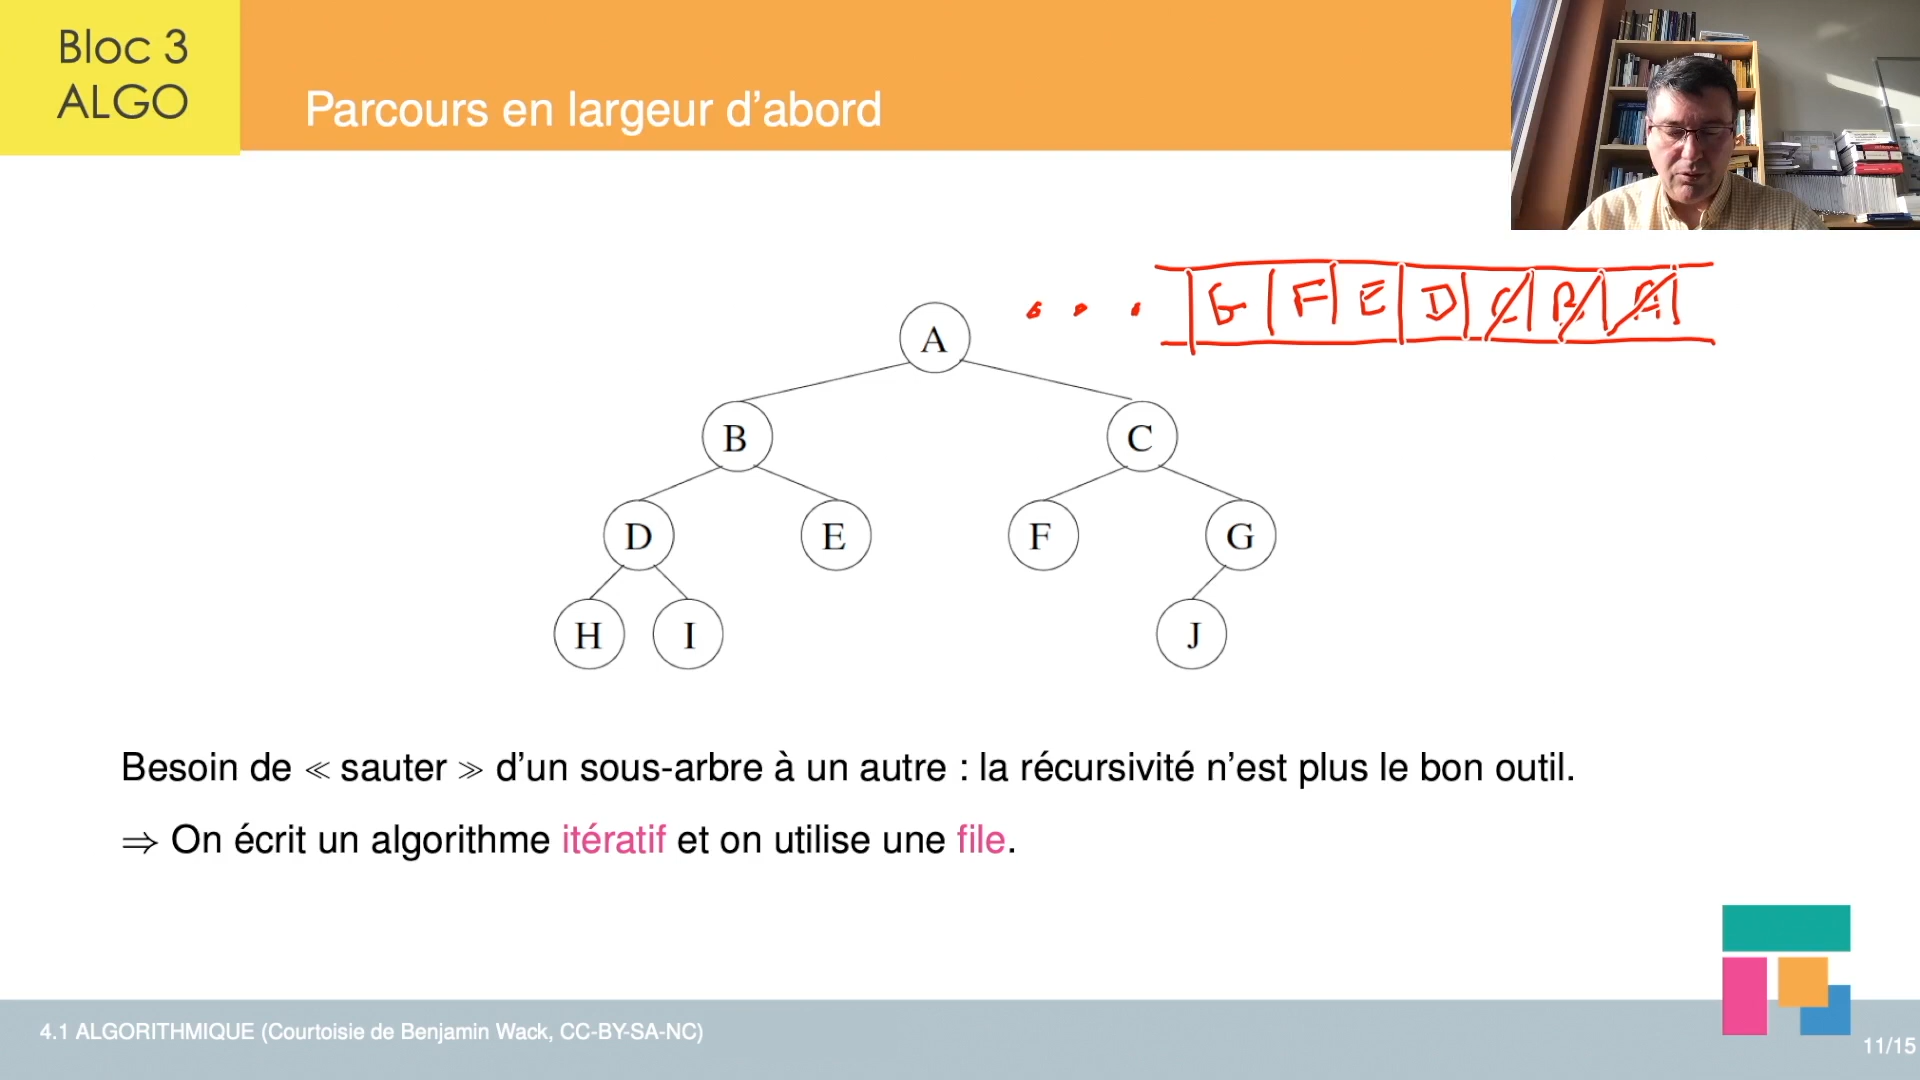 Bloc 3
ALGO
Parcours en largeur d’abord
G F E D C B A
A
B C
D E F G
H I J
Besoin de ≪ sauter ≫ d’un sous-arbre à un autre : la récursivité n’est plus le bon outil.
⇒ On écrit un algorithme itératif et on utilise une file.
4.1 ALGORITHMIQUE (Courtoisie de Benjamin Wack, CC-BY-SA-NC)
11/15